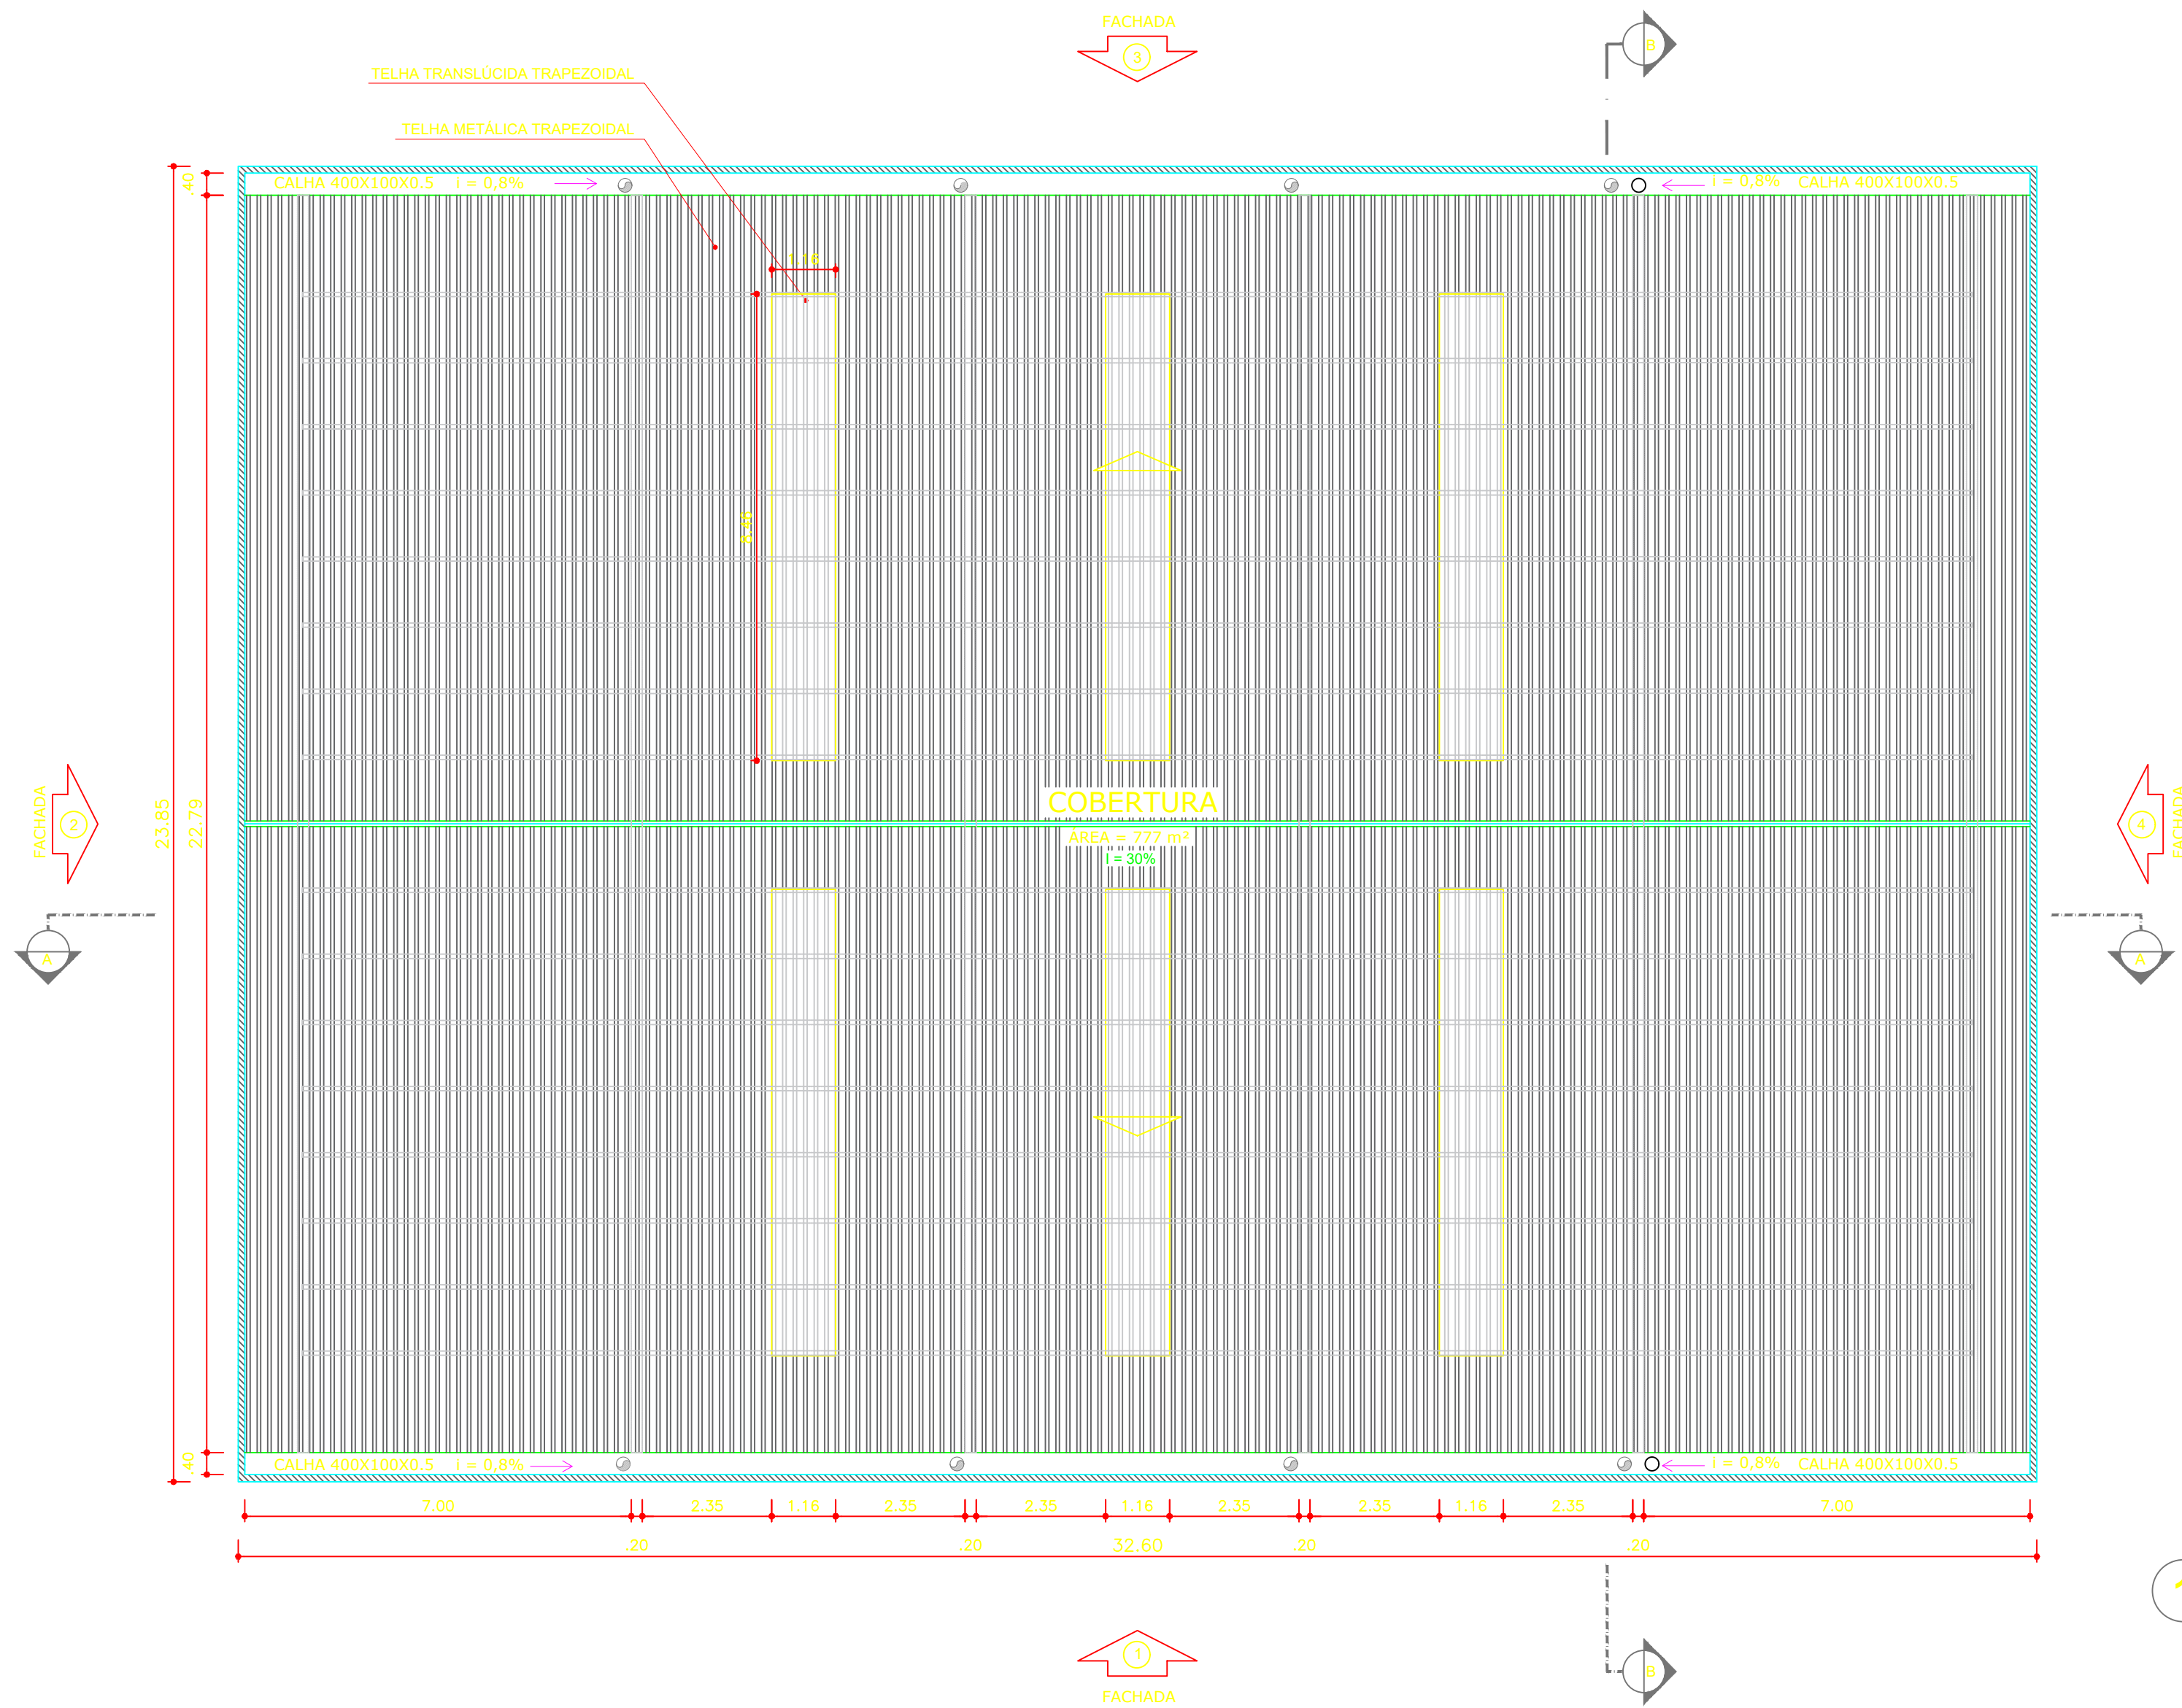 FACHADA
3
B
TELHA TRANSLÚCIDA TRAPEZOIDAL
TELHA METÁLICA TRAPEZOIDAL
.40
CALHA 400X100X0.5
i = 0,8%
i = 0,8%
CALHA 400X100X0.5
1.16
8.46
COBERTURA
ÁREA = 777 m²
I = 30%
23.85
22.79
FACHADA
2
4
FACHADA
A
A
.40
CALHA 400X100X0.5
i = 0,8%
i = 0,8%
CALHA 400X100X0.5
7.00
2.35
1.16
2.35
2.35
1.16
2.35
2.35
1.16
2.35
7.00
.20
.20
32.60
.20
.20
1
B
FACHADA